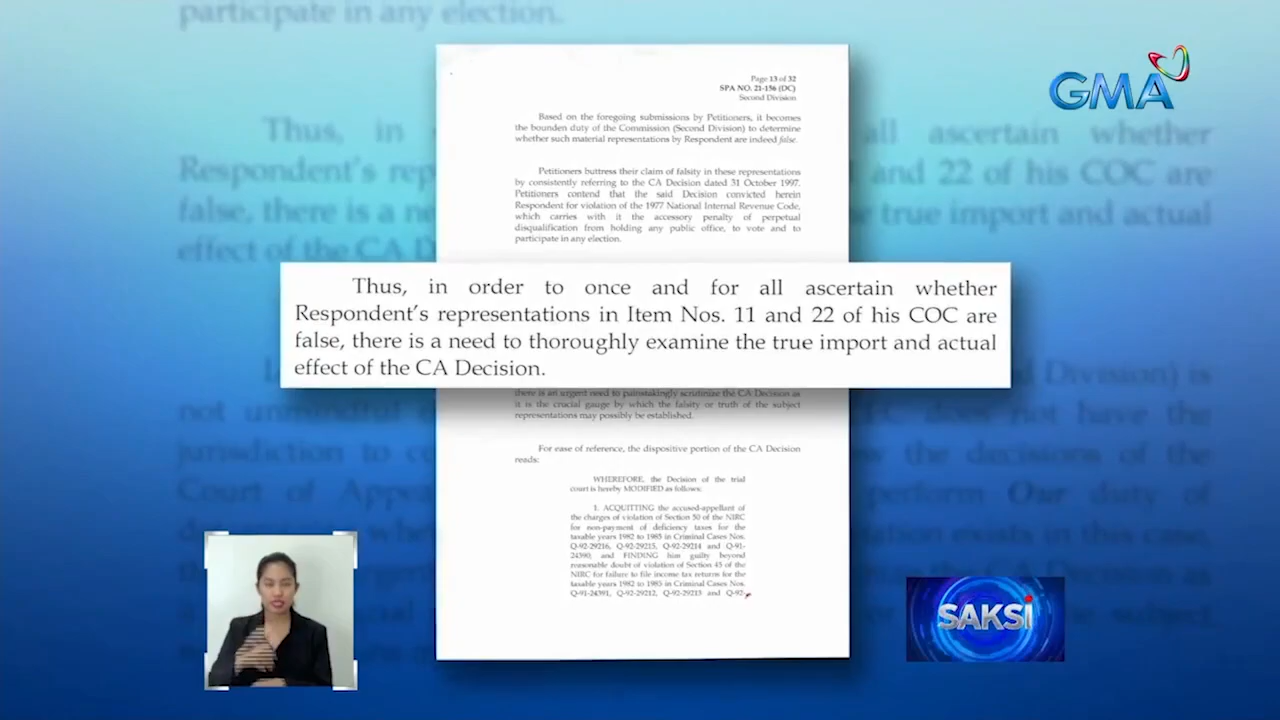 participate in any election.
GMA
Page 13 of 32
SPA NO. 21-156 (DC)
Second Division
Based on the foregoing submissions by Petitioners, it becomes
the bounden duty of the Commission (Second Division) to determine
whether such material representations by Respondent are indeed false.
Petitioners buttress their claim of falsity in these representations
by consistently referring to the CA Decision dated 31 October 1997.
Petitioners contend that the said Decision convicted herein
Respondent for violation of the 1977 National Internal Revenue Code,
which carries with it the accessory penalty of perpetual
disqualification from holding any public office, to vote and to
participate in any election.
Thus, in order to once and for all ascertain whether
Respondent's representations in Item Nos. 11 and 22 of his COC are
false, there is a need to thoroughly examine the true import and actual
effect of the CA Decision.
there is an urgent need to painstakingly scrutinize the CA Decision as
it is the crucial gauge by which the falsity or truth of the subject
representations may possibly be established.
For ease of reference, the dispositive portion of the CA Decision
reads:
WHEREFORE, the Decision of the trial
court is hereby MODIFIED as follows:
1. ACQUITTING the accused-appellant of
the charges of violation of Section 50 of the NIRC
for non-payment of deficiency taxes for the
taxable years 1982 to 1985 in Criminal Cases Nos.
Q-92-29216, Q-92-29215, Q-92-29214 and Q-91-
24390; and FINDING him guilty beyond
reasonable doubt of violation of Section 45 of the
NIRC for failure to file income tax returns for the
taxable years 1982 to 1985 in Criminal Cases Nos.
Q-91-24391, Q-92-29212, Q-92-29213 and Q-92-
SAKSI